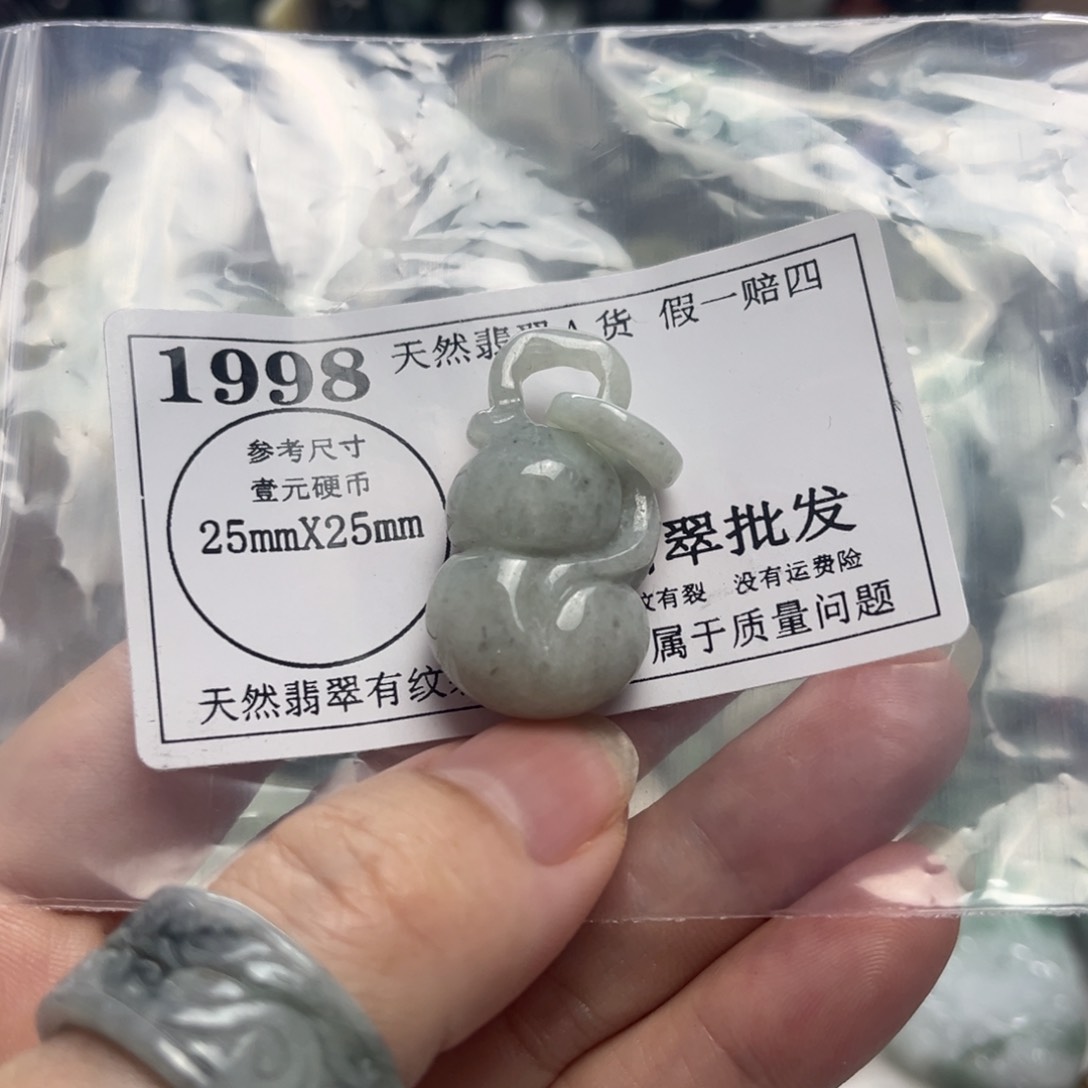 1998 天然翡翠A货 假一赔四
参考尺寸
壹元硬币
25mmX25mm
翠批发
纹有裂 没有运费险
天然翡翠有纹
属于质量问题